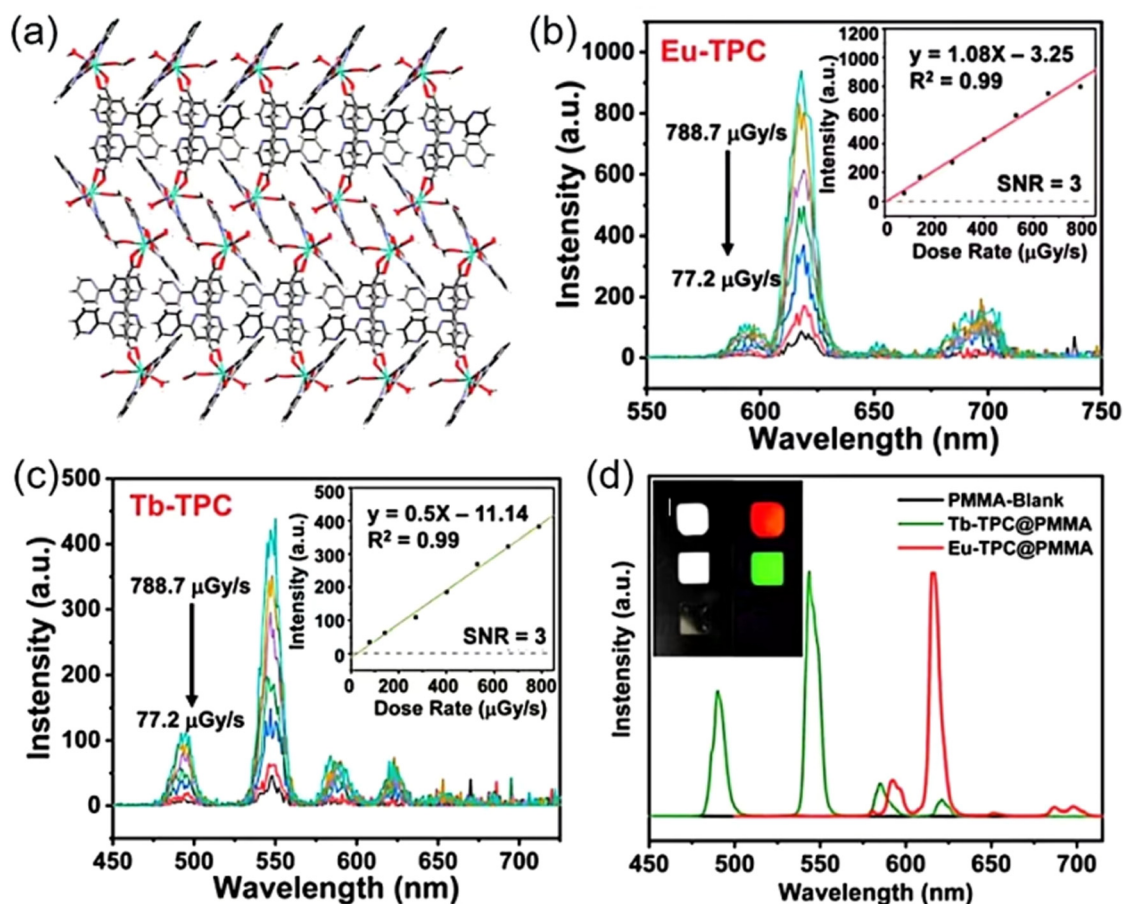 (a)
(b)
Eu-TPC
788.7 μGy/s
77.2 μGy/s
Instensity (a.u.)
1000
800
600
400
200
0
550
600
650
700
750
Wavelength (nm)
y = 1.08X – 3.25
R² = 0.99
SNR = 3
Intensity (a.u.)
1200
1000
800
600
400
200
0
0
200
400
600
800
Dose Rate (μGy/s)
(c)
Tb-TPC
788.7 μGy/s
77.2 μGy/s
Instensity (a.u.)
500
400
300
200
100
0
450
500
550
600
650
700
Wavelength (nm)
y = 0.5X – 11.14
R² = 0.99
SNR = 3
Intensity (a.u.)
500
400
300
200
100
0
0
200
400
600
800
Dose Rate (μGy/s)
(d)
PMMA-Blank
Tb-TPC@PMMA
Eu-TPC@PMMA
Instensity (a.u.)
450
500
550
600
650
700
Wavelength (nm)